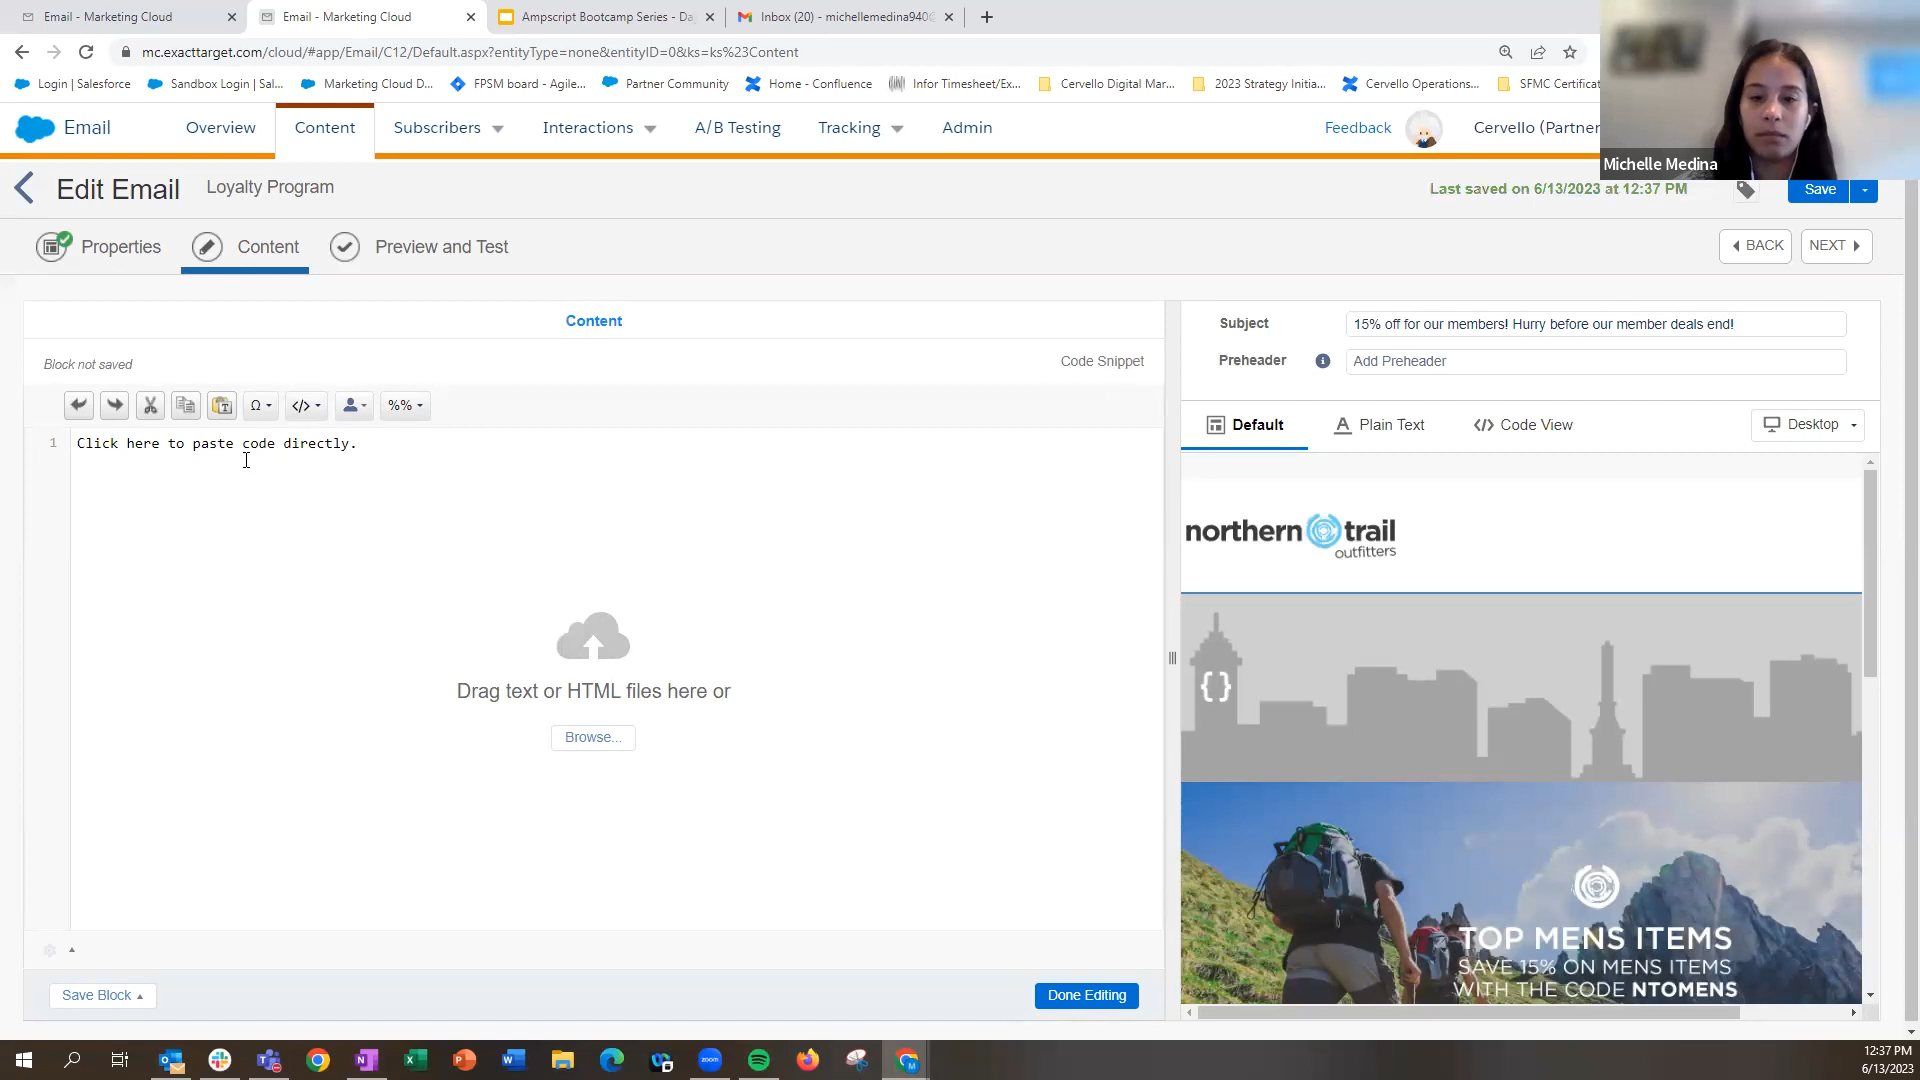 Email - Marketing Cloud
Email - Marketing Cloud
Ampscript Bootcamp Series - Da
Inbox (20) - michellemedina940@
mc.exacttarget.com/cloud/#app/Email/C12/Default.aspx?entityType=none&entityID=0&ks=ks%23Content
Login | Salesforce
Sandbox Login | Sal...
Marketing Cloud D...
FPSM board - Agile...
Partner Community
Home - Confluence
Infor Timesheet/Ex...
Cervello Digital Mar...
2023 Strategy Initia...
Cervello Operations...
SFMC Certificat
Email
Overview
Content
Subscribers
Interactions
A/B Testing
Tracking
Admin
Feedback
Cervello (Partner
Michelle Medina
Edit Email
Loyalty Program
Last saved on 6/13/2023 at 12:37 PM
Save
Properties
Content
Preview and Test
BACK
NEXT
Content
Block not saved
Code Snippet
Ω
</>
%%
1
Click here to paste code directly.
Drag text or HTML files here or
Browse...
Save Block
Done Editing
Subject
15% off for our members! Hurry before our member deals end!
Preheader
Add Preheader
Default
Plain Text
</> Code View
Desktop
northern trail
outfitters
{}
TOP MENS ITEMS
SAVE 15% ON MENS ITEMS
WITH THE CODE NTOMENS
zoom
12:37 PM
6/13/2023